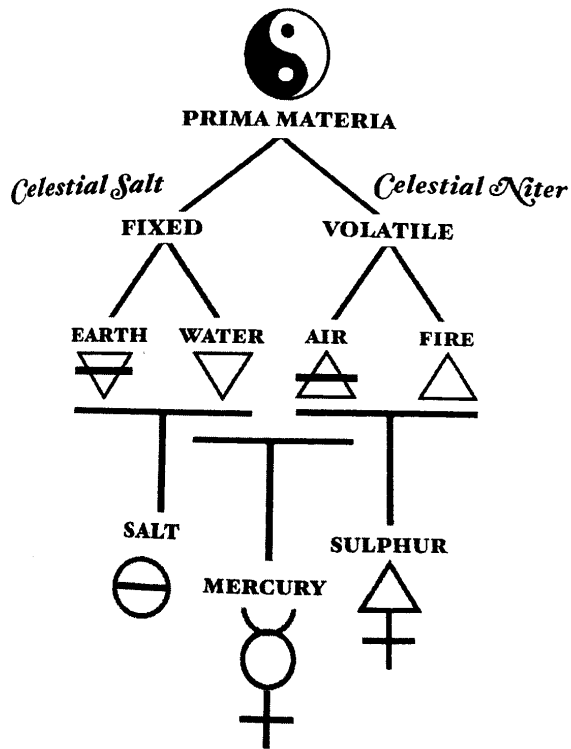 PRIMA MATERIA
Celestial Salt
Celestial Niter
FIXED
VOLATILE
EARTH
WATER
AIR
FIRE
SALT
SULPHUR
MERCURY